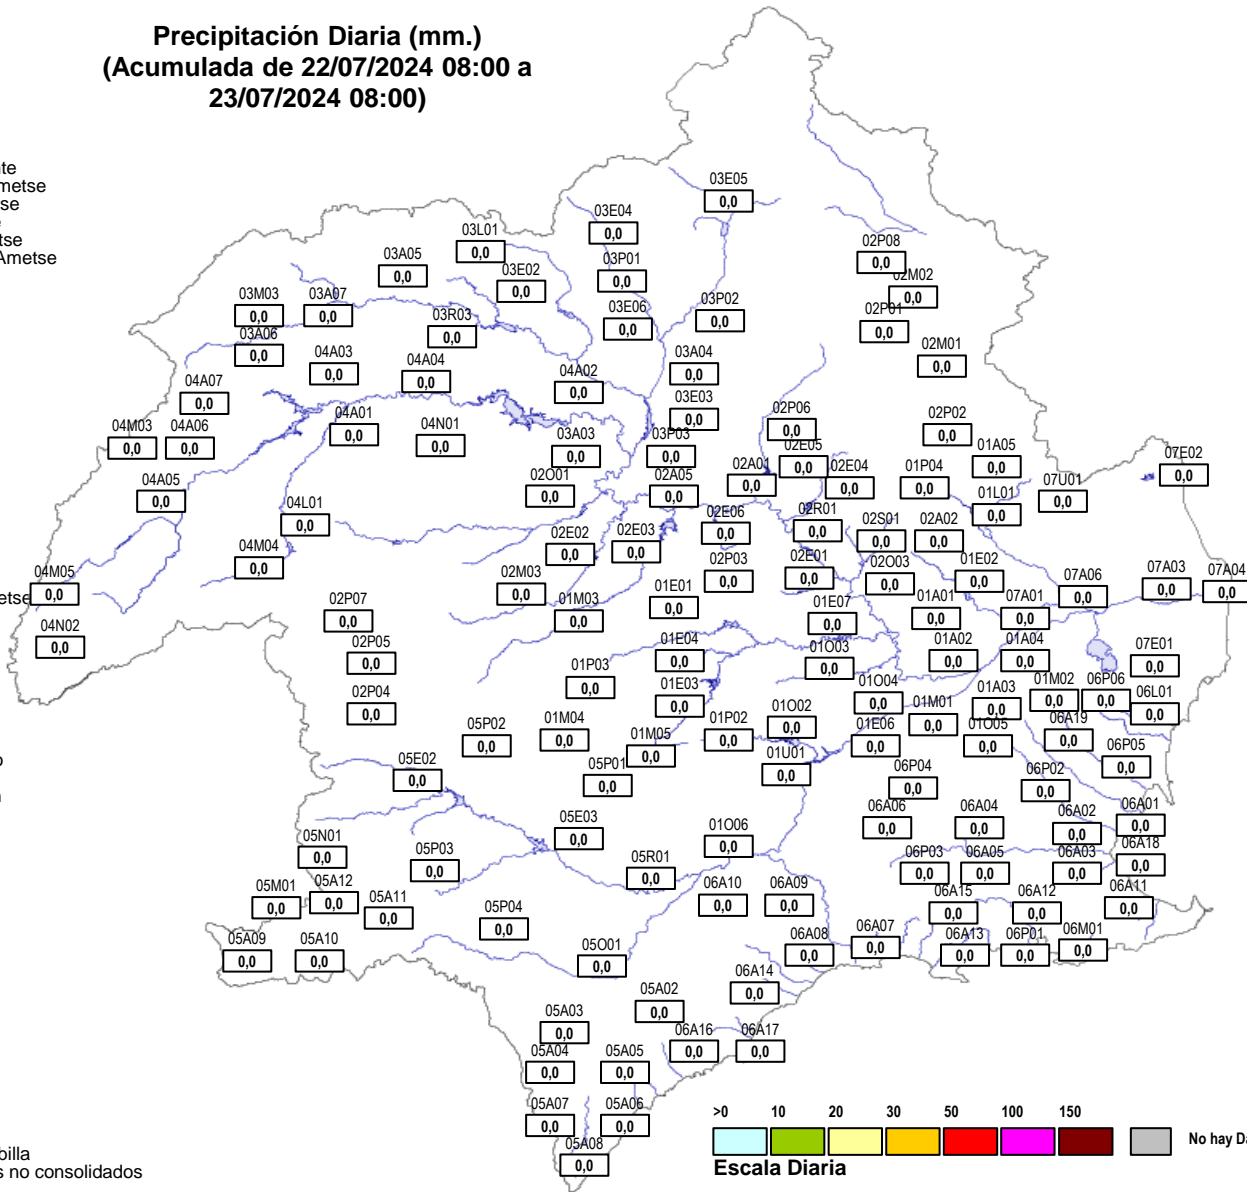 Precipitación Diaria (mm.)
(Acumulada de 22/07/2024 08:00 a
23/07/2024 08:00)
nte
metse
se
tse
Ametse
03E05
0,0
03E04
0,0
03L01
0,0
03A05
0,0
03P01
0,0
03E02
0,0
02P08
0,0
02M02
0,0
03M03
0,0
03A07
0,0
03R03
0,0
03E06
0,0
03P02
0,0
02P01
0,0
03A06
0,0
04A03
0,0
04A04
0,0
04A02
0,0
03A04
0,0
02M01
0,0
04A07
0,0
03E03
0,0
04M03
0,0
04A06
0,0
04A01
0,0
04N01
0,0
03A03
0,0
03P03
0,0
02P06
0,0
02P02
0,0
02E05
0,0
01A05
0,0
07E02
0,0
04A05
0,0
02O01
0,0
02A05
0,0
02A01
0,0
02E04
0,0
01P04
0,0
07U01
0,0
01L01
0,0
04L01
0,0
02E06
0,0
02R01
0,0
02S01
0,0
02A02
0,0
04M04
0,0
02E02
0,0
02E03
0,0
02P03
0,0
02E01
0,0
02O03
0,0
01E02
0,0
04M05
0,0
etse
02M03
0,0
01M03
0,0
01E01
0,0
07A06
0,0
07A03
0,0
07A04
0,0
04N02
0,0
02P07
0,0
01E07
0,0
01A01
0,0
07A01
0,0
02P05
0,0
01E04
0,0
01O03
0,0
01A02
0,0
01A04
0,0
07E01
0,0
02P04
0,0
01P03
0,0
01E03
0,0
01O04
0,0
01A03
0,0
01M02
0,0
06P06
0,0
06L01
0,0
05P02
0,0
01M04
0,0
01M05
0,0
01P02
0,0
01O02
0,0
01E06
0,0
01M01
0,0
01O05
0,0
06A19
0,0
o
05E02
0,0
05P01
0,0
01U01
0,0
06P04
0,0
06P02
0,0
06P05
0,0
05N01
0,0
05P03
0,0
05E03
0,0
01O06
0,0
06A06
0,0
06A04
0,0
06A02
0,0
06A01
0,0
05M01
0,0
05A12
0,0
05A11
0,0
05R01
0,0
06P03
0,0
06A05
0,0
06A03
0,0
06A18
0,0
05P04
0,0
06A10
0,0
06A09
0,0
06A15
0,0
06A12
0,0
06A11
0,0
05A09
0,0
05A10
0,0
05O01
0,0
06A08
0,0
06A07
0,0
06A13
0,0
06P01
0,0
06M01
0,0
05A02
0,0
06A14
0,0
05A03
0,0
06A16
0,0
06A17
0,0
05A04
0,0
05A05
0,0
05A07
0,0
05A06
0,0
05A08
0,0
>0 10 20 30 50 100 150
No hay Da
Escala Diaria
billa
s no consolidados